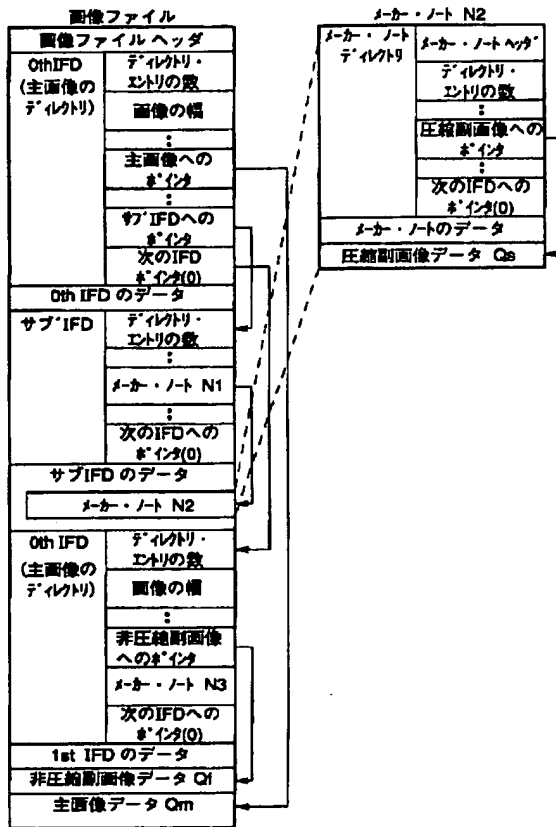 画像ファイル
画像ファイル ヘッダ
0thIFD
(主画像の
ディレクトリ)
ディレクトリ・
エントリの数
画像の幅
:
主画像への
ポインタ
:
サブIFDへの
ポインタ
次のIFD
ポインタ(0)
0th IFD のデータ
サブIFD
ディレクトリ・
エントリの数
:
メーカー・ノート N1
:
次のIFDへの
ポインタ(0)
サブIFD のデータ
メーカー・ノート N2
0th IFD
(主画像の
ディレクトリ)
ディレクトリ・
エントリの数
画像の幅
:
非圧縮副画像
へのポインタ
メーカー・ノート N3
次のIFDへの
ポインタ(0)
1st IFD のデータ
非圧縮副画像データ Qf
主画像データ Qm
メーカー・ノート N2
メーカー・ノート
ディレクトリ
メーカー・ノート ヘッダ
ディレクトリ・
エントリの数
:
圧縮副画像への
ポインタ
:
次のIFDへの
ポインタ(0)
メーカー・ノートのデータ
圧縮副画像データ Qs